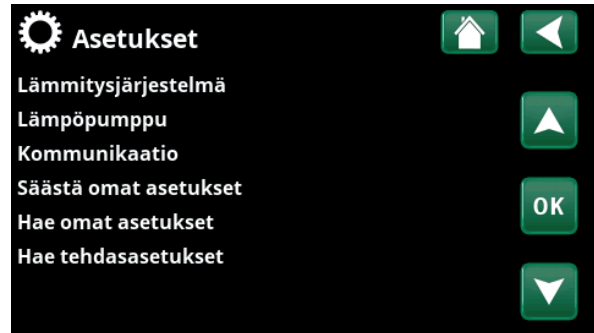 Asetukset
Lämmitysjärjestelmä
Lämpöpumppu
Kommunikaatio
Säästä omat asetukset
OK
Hae omat asetukset
Hae tehdasasetukset